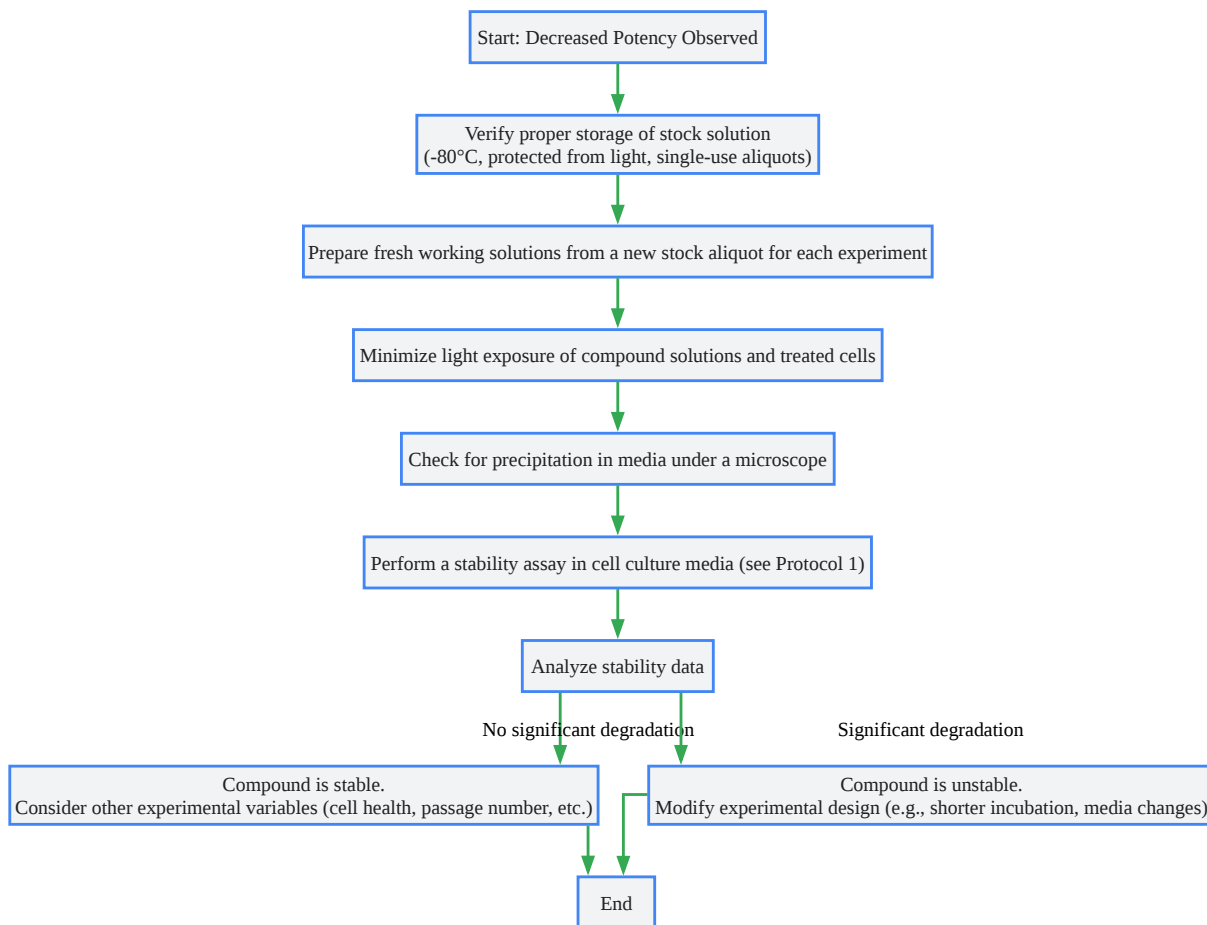 Start: Decreased Potency Observed
Verify proper storage of stock solution
(-80°C, protected from light, single-use aliquots)
Prepare fresh working solutions from a new stock aliquot for each experiment
Minimize light exposure of compound solutions and treated cells
Check for precipitation in media under a microscope
Perform a stability assay in cell culture media (see Protocol 1)
Analyze stability data
No significant degradation
Significant degradation
Compound is stable.
Consider other experimental variables (cell health, passage number, etc.)
Compound is unstable.
Modify experimental design (e.g., shorter incubation, media changes)
End